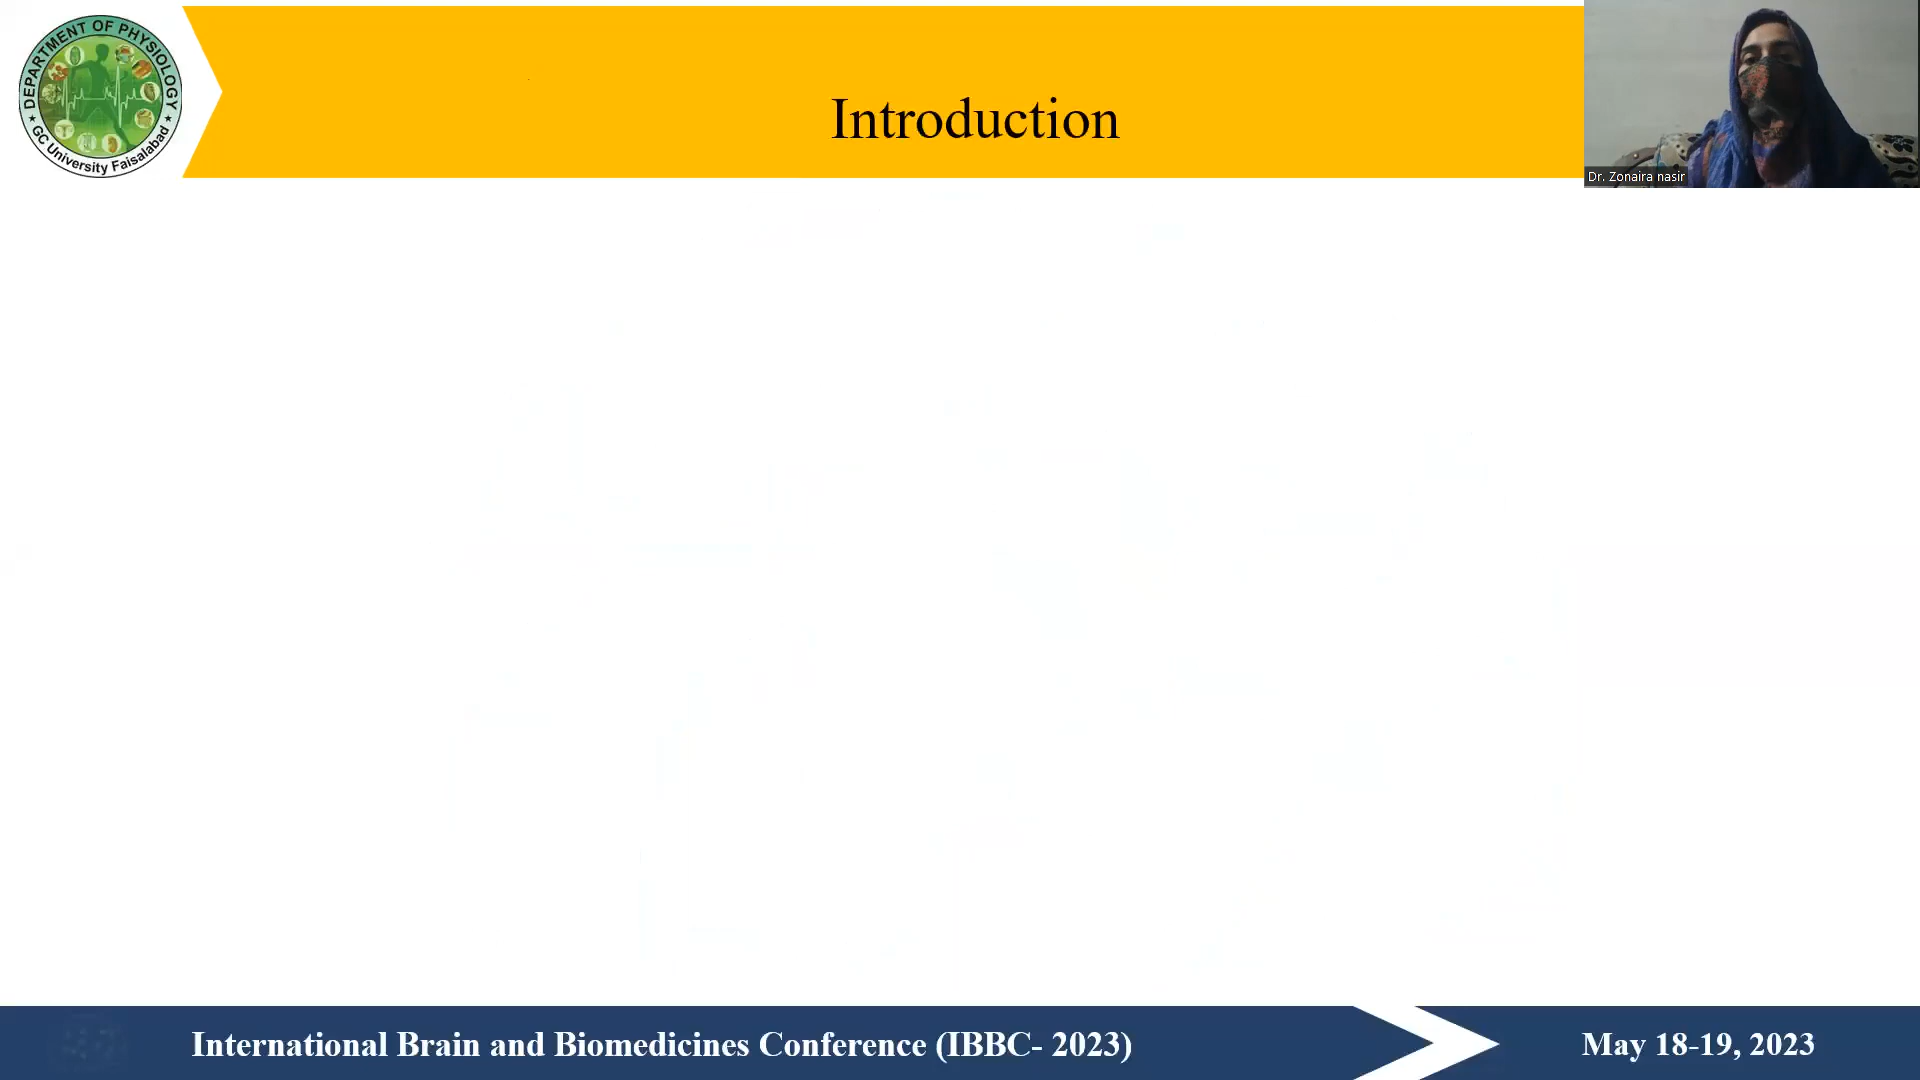 DEPARTMENT OF PHYSIOLOGY
★ GC University Faisalabad ★
Introduction
Dr. Zonaira nasir
International Brain and Biomedicines Conference (IBBC- 2023)
May 18-19, 2023